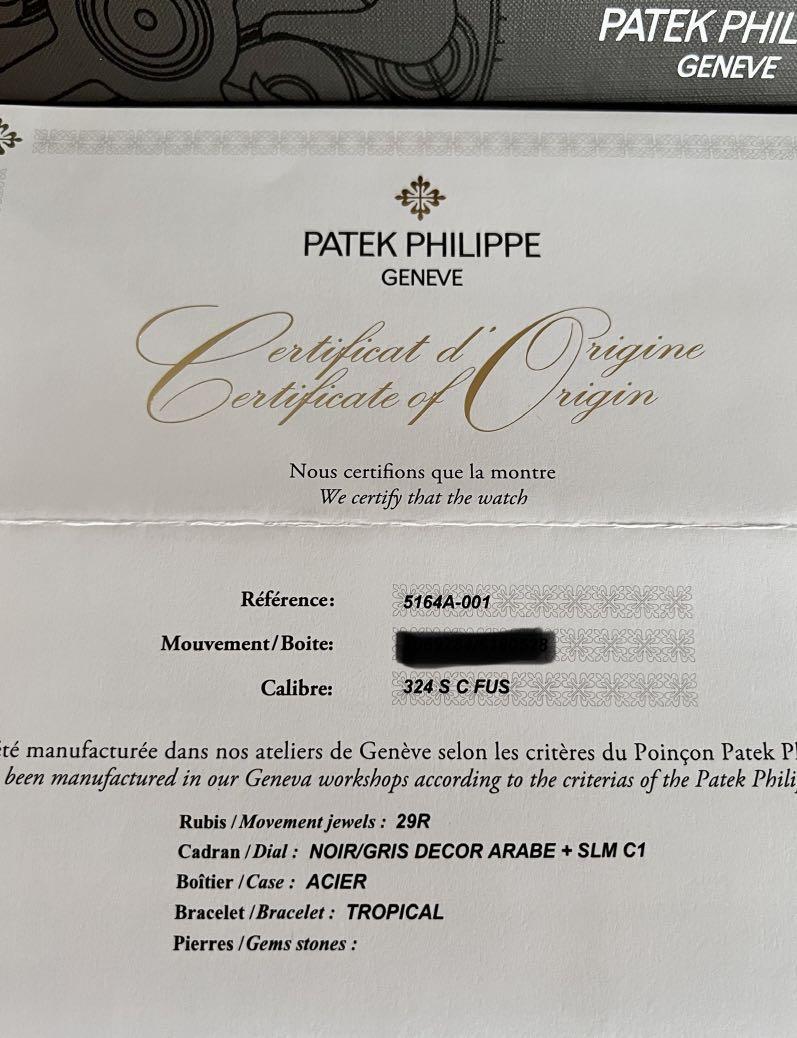 PATEK PHIL
GENEVE
PATEK PHILIPPE
GENEVE
Certificat d'Origine
Certificate of Origin
Nous certifions que la montre
We certify that the watch
Référence: 5164A-001
Mouvement/Boite:
Calibre: 324 S C FUS
été manufacturée dans nos ateliers de Genève selon les critères du Poinçon Patek P
been manufactured in our Geneva workshops according to the criterias of the Patek Phili
Rubis / Movement jewels : 29R
Cadran / Dial : NOIR/GRIS DECOR ARABE + SLM C1
Boîtier / Case : ACIER
Bracelet / Bracelet : TROPICAL
Pierres / Gems stones :